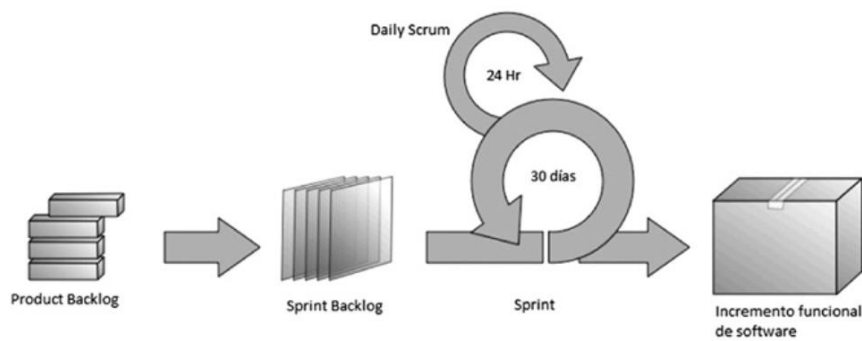 Daily Scrum
24 Hr
30 días
Product Backlog
Sprint Backlog
Sprint
Incremento funcional
de software